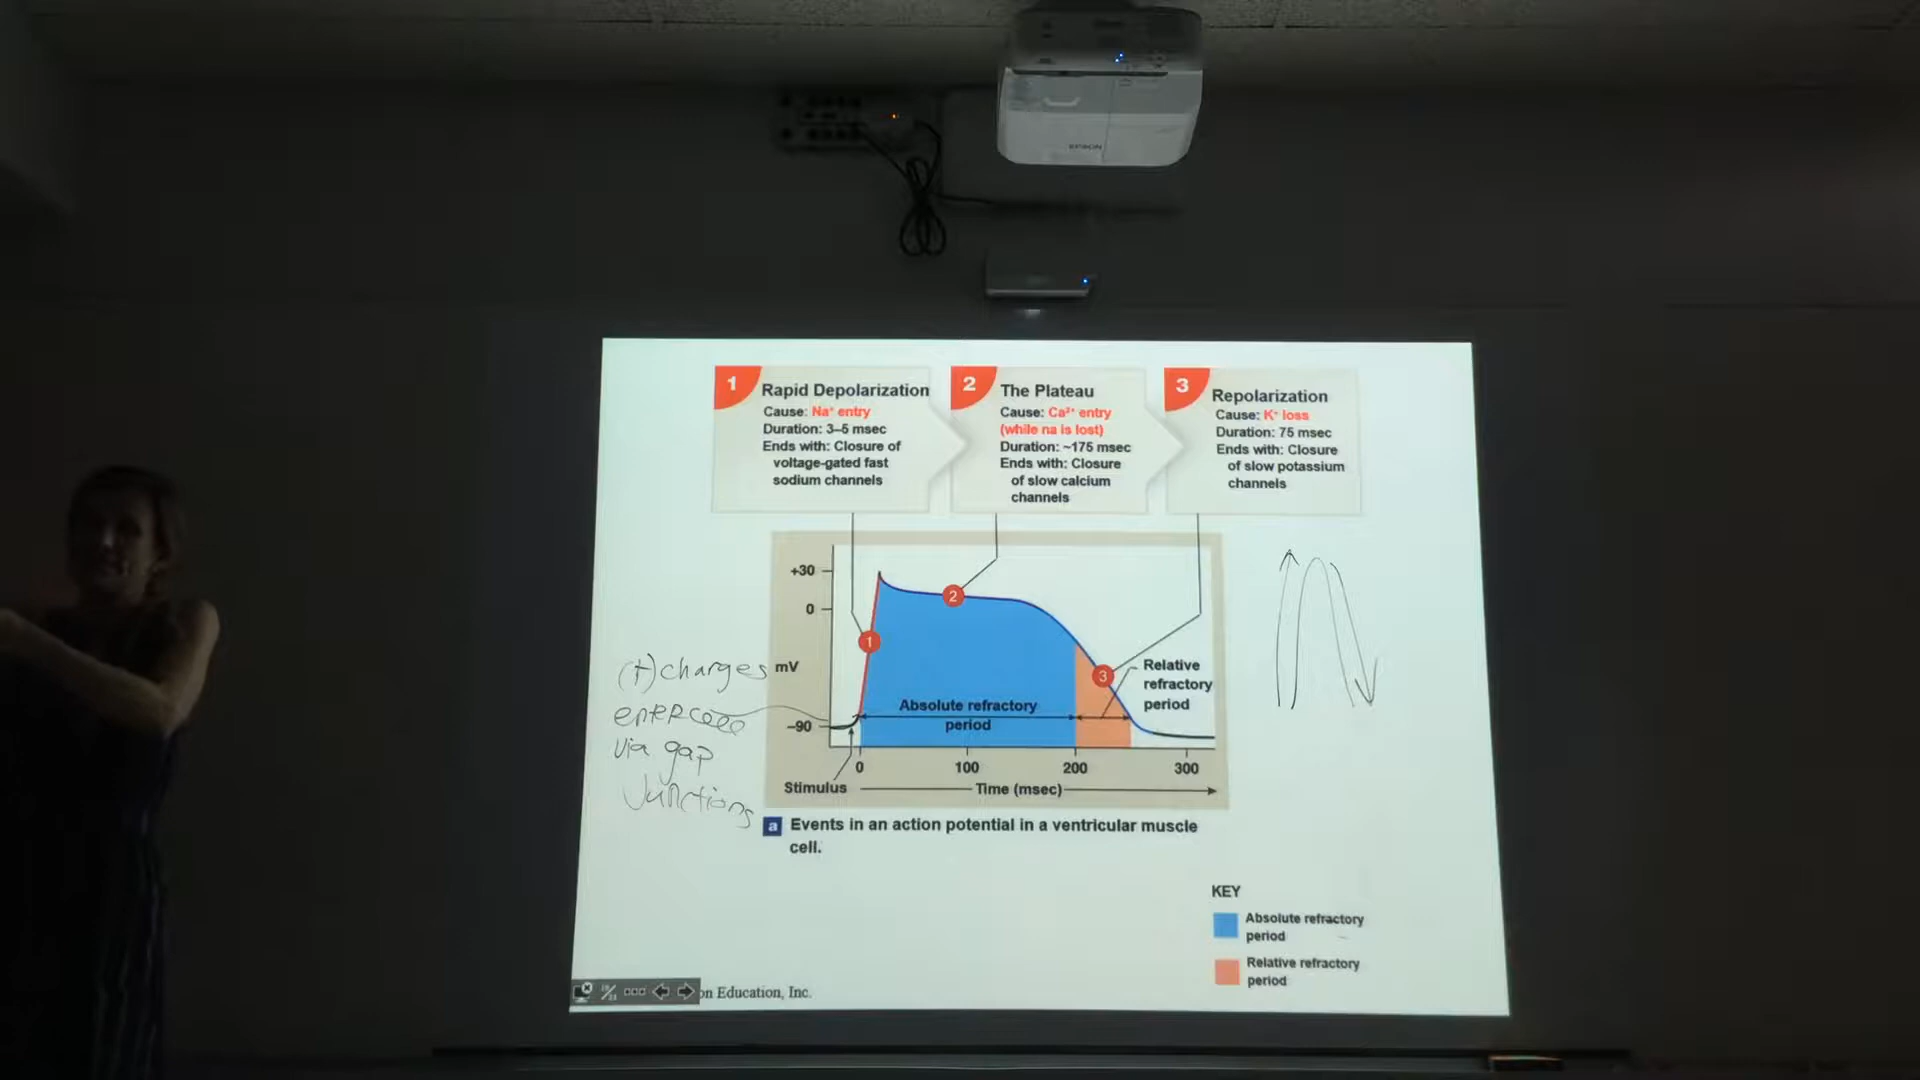 EPSON
1
Rapid Depolarization
Cause: Na⁺ entry
Duration: 3–5 msec
Ends with: Closure of
voltage-gated fast
sodium channels
2
The Plateau
Cause: Ca²⁺ entry
(while na is lost)
Duration: ~175 msec
Ends with: Closure
of slow calcium
channels
3
Repolarization
Cause: K⁺ loss
Duration: 75 msec
Ends with: Closure
of slow potassium
channels
+30
0
mV
–90
1
2
3
Absolute refractory
period
Relative
refractory
period
0 100 200 300
Stimulus
Time (msec)
(+) charges
enter cell
via gap
Junctions
a Events in an action potential in a ventricular muscle
cell.
KEY
Absolute refractory
period
Relative refractory
period
on Education, Inc.